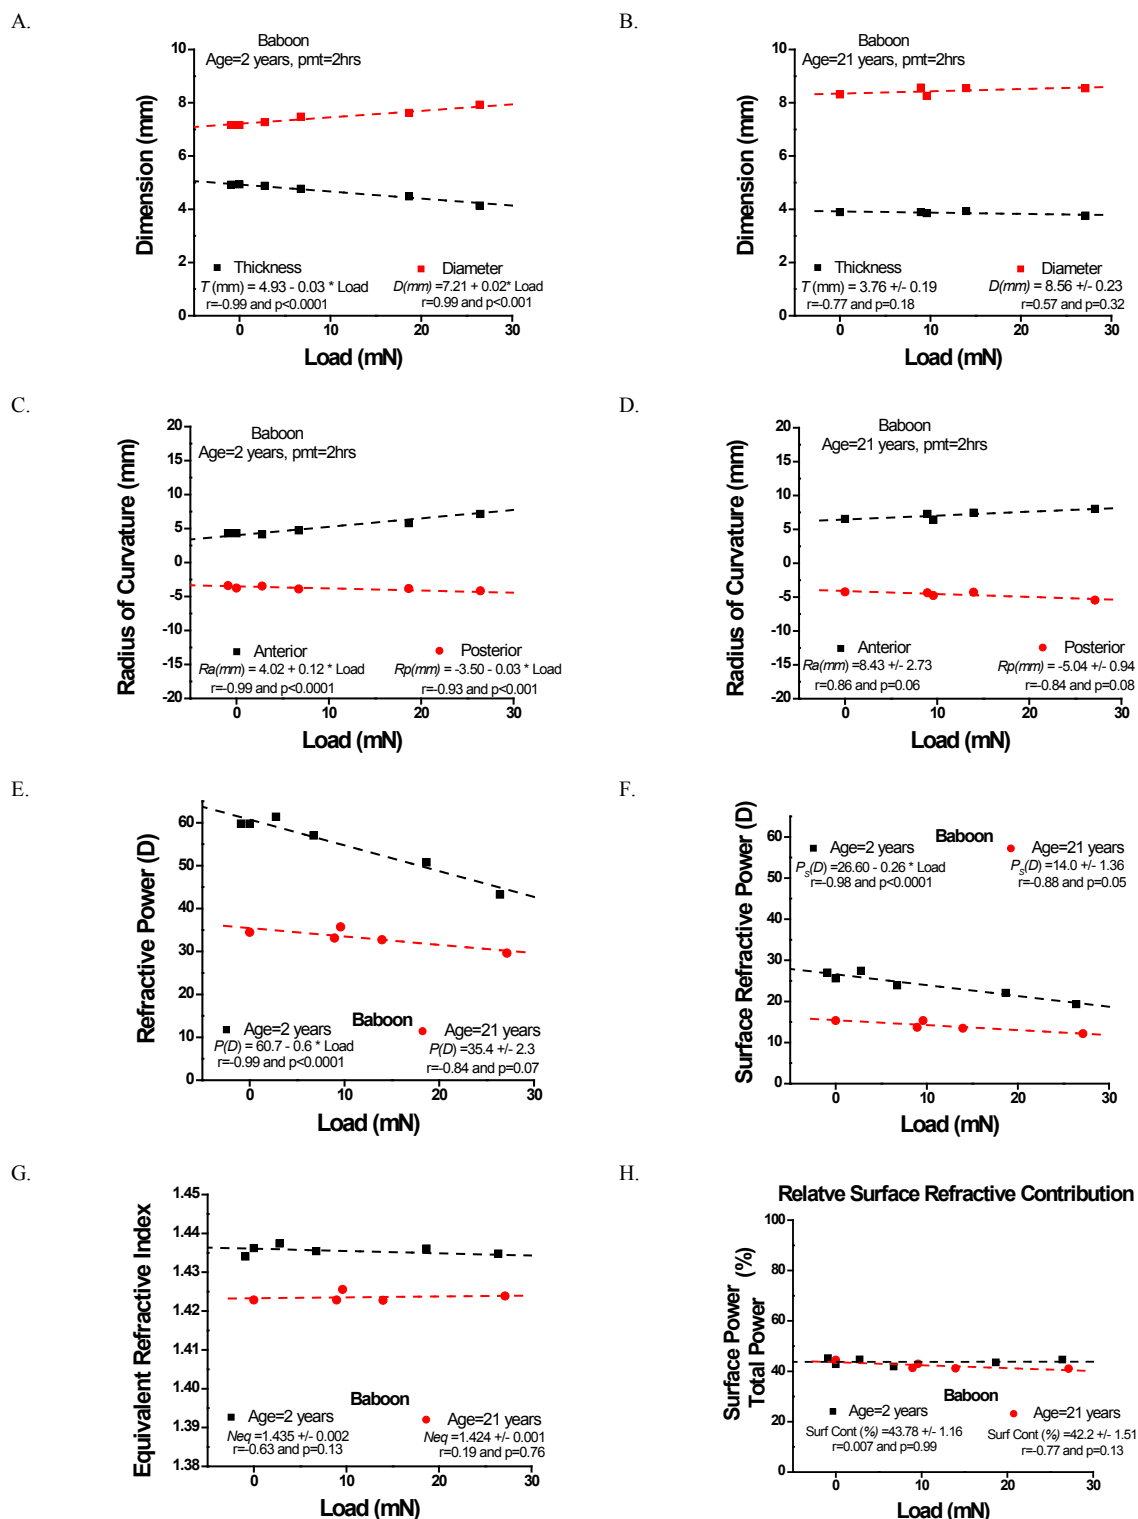 A.
Baboon
Age=2 years, pmt=2hrs
Dimension (mm)
10
8
6
4
2
0
Thickness
Diameter
T (mm) = 4.93 - 0.03 * Load
D(mm) =7.21 + 0.02* Load
r=-0.99 and p<0.0001
r=0.99 and p<0.001
0
10
20
30
Load (mN)
B.
Baboon
Age=21 years, pmt=2hrs
Dimension (mm)
10
8
6
4
2
0
Thickness
Diameter
T (mm) = 3.76 +/- 0.19
D(mm) = 8.56 +/- 0.23
r=-0.77 and p=0.18
r=0.57 and p=0.32
0
10
20
30
Load (mN)
C.
Baboon
Age=2 years, pmt=2hrs
Radius of Curvature (mm)
20
15
10
5
0
-5
-10
-15
-20
Anterior
Posterior
Ra(mm) = 4.02 + 0.12 * Load
Rp(mm) = -3.50 - 0.03 * Load
r=-0.99 and p<0.0001
r=-0.93 and p<0.001
0
10
20
30
Load (mN)
D.
Baboon
Age=21 years, pmt=2hrs
Radius of Curvature (mm)
20
15
10
5
0
-5
-10
-15
-20
Anterior
Posterior
Ra(mm) =8.43 +/- 2.73
Rp(mm) = -5.04 +/- 0.94
r=0.86 and p=0.06
r=-0.84 and p=0.08
0
10
20
30
Load (mN)
E.
Refractive Power (D)
60
50
40
30
20
10
0
Baboon
Age=2 years
Age=21 years
P(D) = 60.7 - 0.6 * Load
P(D) =35.4 +/- 2.3
r=-0.99 and p<0.0001
r=-0.84 and p=0.07
0
10
20
30
Load (mN)
F.
Surface Refractive Power (D)
60
50
40
30
20
10
0
Baboon
Age=2 years
Age=21 years
Ps(D) =26.60 - 0.26 * Load
Ps(D) =14.0 +/- 1.36
r=-0.98 and p<0.0001
r=-0.88 and p=0.05
0
10
20
30
Load (mN)
G.
Equivalent Refractive Index
1.45
1.44
1.43
1.42
1.41
1.40
1.39
1.38
Baboon
Age=2 years
Age=21 years
Neq =1.435 +/- 0.002
Neq =1.424 +/- 0.001
r=-0.63 and p=0.13
r=0.19 and p=0.76
0
10
20
30
Load (mN)
H.
Relatve Surface Refractive Contribution
Surface Power (%)
Total Power
100
80
60
40
20
0
Baboon
Age=2 years
Age=21 years
Surf Cont (%) =43.78 +/- 1.16
Surf Cont (%) =42.2 +/- 1.51
r=0.007 and p=0.99
r=-0.77 and p=0.13
0
10
20
30
Load (mN)